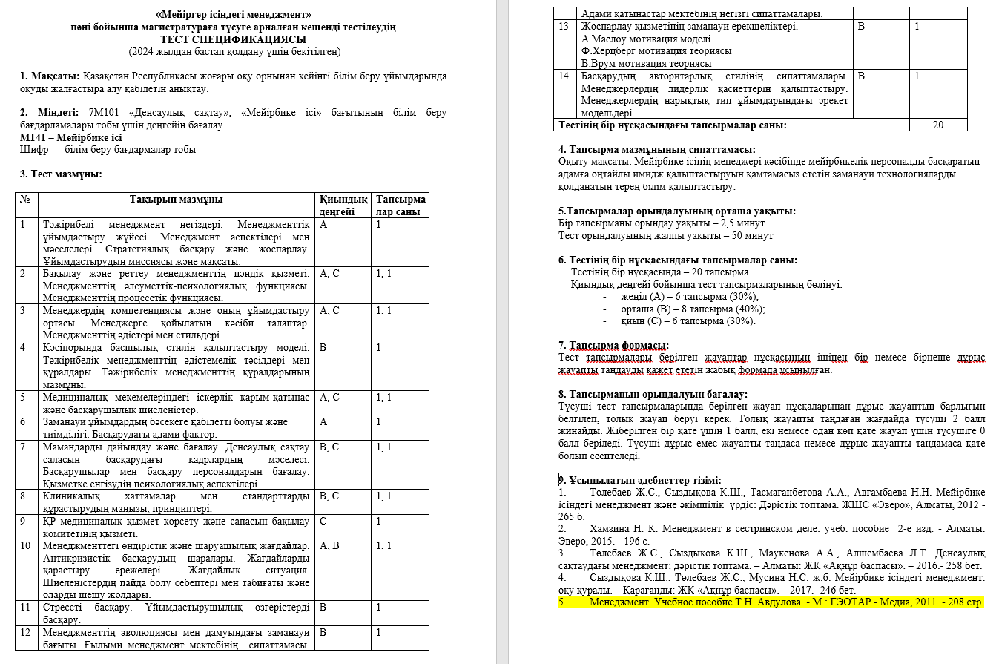 «Мейіргер ісіндегі менеджмент»
пәні бойынша магистратураға түсуге арналған кешенді тестілеудің
ТЕСТ СПЕЦИФИКАЦИЯСЫ
(2024 жылдан бастап қолдану үшін бекітілген)
1. Мақсаты: Қазақстан Республикасы жоғары оқу орнынан кейінгі білім беру ұйымдарында
оқуды жалғастыра алу қабілетін анықтау.
2. Міндеті: 7М101 «Денсаулық сақтау», «Мейірбике ісі» бағытының білім беру
бағдарламалары тобы үшін деңгейін бағалау.
М141 – Мейірбике ісі
Шифр білім беру бағдармалар тобы
3. Тест мазмұны:
№ Тақырып мазмұны Қиындық Тапсырма
деңгейі лар саны
1 Тәжірибелі менеджмент негіздері. Менеджменттік А 1
ұйымдастыру жүйесі. Менеджмент аспектілері мен
мәселелері. Стратегиялық басқару және жоспарлау.
Ұйымдастырудың миссиясы және мақсаты.
2 Бақылау және реттеу менеджменттің пәндік қызметі. А, С 1, 1
Менеджменттің әлеуметтік-психологиялық функциясы.
Менеджменттің процесстік функциясы.
3 Менеджердің компетенциясы және оның ұйымдастыру А, С 1, 1
ортасы. Менеджерге қойылатын кәсіби талаптар.
Менеджменттің әдістері мен стильдері.
4 Кәсіпорында басшылық стилін қалыптастыру моделі. В 1
Тәжірибелік менеджменттің әдістемелік тәсілдері мен
құралдары. Тәжірибелік менеджменттің құралдарының
мазмұны.
5 Медициналық мекемелеріндегі іскерлік қарым-қатынас А, С 1, 1
және басқарушылық шиеленістер.
6 Заманауи ұйымдардың бәсекеге қабілетті болуы және А 1
тиімділігі. Басқарудағы адами фактор.
7 Мамандарды дайындау және бағалау. Денсаулық сақтау В, С 1, 1
саласын басқарудағы кадрлардың мәселесі.
Басқарушылар мен басқару персоналдарын бағалау.
Қызметке енгізудің психологиялық аспектілері.
8 Клиникалық хаттамалар мен стандарттарды В, С 1, 1
құрастырудың маңызы, принциптері.
9 ҚР медициналық қызмет көрсету және сапасын бақылау С 1
комитетінің қызметі.
10 Менеджменттегі өндірістік және шаруашылық жағдайлар. А, В 1, 1
Антикризистік басқарудың шаралары. Жағдайларды
қарастыру ережелері. Жағдайлық ситуация.
Шиеленістердің пайда болу себептері мен табиғаты және
оларды шешу жолдары.
11 Стрессті басқару. Ұйымдастырушылық өзгерістерді В 1
басқару.
12 Менеджменттің эволюциясы мен дамуындағы заманауи В 1
бағыты. Ғылыми менеджмент мектебінің сипаттамасы.
Адами қатынастар мектебінің негізгі сипаттамалары.
13 Жоспарлау қызметінің заманауи ерекшеліктері. В 1
А.Маслоу мотивация моделі
Ф.Херцберг мотивация теориясы
В.Врум мотивация теориясы
14 Басқарудың авторитарлық стилінің сипаттамалары. В 1
Менеджерлердің лидерлік қасиеттерін қалыптастыру.
Менеджерлердің нарықтық тип ұйымдарындағы әрекет
модельдері.
Тестінің бір нұсқасындағы тапсырмалар саны: 20
4. Тапсырма мазмұнының сипаттамасы:
Оқыту мақсаты: Мейірбике ісінің менеджері кәсібінде мейірбикелік персоналды басқаратын
адамға оңтайлы имидж қалыптастыруын қамтамасыз ететін заманауи технологияларды
қолданатын терең білім қалыптастыру.
5.Тапсырмалар орындалуының орташа уақыты:
Бір тапсырманы орындау уақыты – 2,5 минут
Тест орындалуының жалпы уақыты – 50 минут
6. Тестінің бір нұсқасындағы тапсырмалар саны:
Тестінің бір нұсқасында – 20 тапсырма.
Қиындық деңгейі бойынша тест тапсырмаларының бөлінуі:
- жеңіл (А) – 6 тапсырма (30%);
- орташа (В) – 8 тапсырма (40%);
- қиын (С) – 6 тапсырма (30%).
7. Тапсырма формасы:
Тест тапсырмалары берілген жауаптар нұсқасының ішінен бір немесе бірнеше дұрыс
жауапты таңдауды қажет ететін жабық формада ұсынылған.
8. Тапсырманың орындалуын бағалау:
Түсуші тест тапсырмаларында берілген жауап нұсқаларынан дұрыс жауаптың барлығын
белгілеп, толық жауап беруі керек. Толық жауапты таңдаған жағдайда түсуші 2 балл
жинайды. Жіберілген бір қате үшін 1 балл, екі немесе одан көп қате жауап үшін түсушіге 0
балл беріледі. Түсуші дұрыс емес жауапты таңдаса немесе дұрыс жауапты таңдамаса қате
болып есептеледі.
9. Ұсынылатын әдебиеттер тізімі:
1. Төлебаев Ж.С., Сыздықова К.Ш., Тасмағанбетова А.А., Авгамбаева Н.Н. Мейірбике
ісіндегі менеджмент және әкімшілік үрдіс: Дәрістік топтама. ЖШС «Эверо», Алматы, 2012 -
265 б.
2. Хамзина Н. К. Менеджмент в сестринском деле: учеб. пособие 2-е изд. - Алматы:
Эверо, 2015. - 196 с.
3. Төлебаев Ж.С., Сыздықова К.Ш., Маукенова А.А., Алшембаева Л.Т. Денсаулық
сақтаудағы менеджмент: дәрістік топтама. – Алматы: ЖК «Ақнұр баспасы». – 2016.- 258 бет.
4. Сыздықова К.Ш., Төлебаев Ж.С., Мусина Н.С. ж.б. Мейірбике ісіндегі менеджмент:
оқу құралы. – Қарағанды: ЖК «Ақнұр баспасы». – 2017.- 246 бет.
5. Менеджмент. Учебное пособие Т.Н. Авдулова. - М.: ГЭОТАР - Медиа, 2011. - 208 стр.